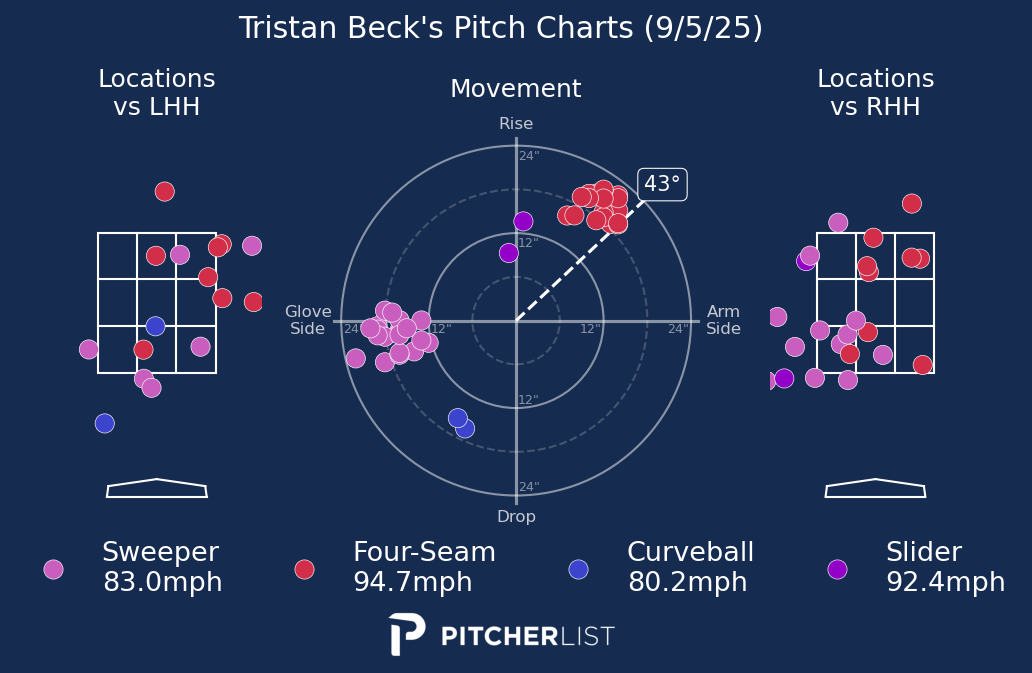 Tristan Beck's Pitch Charts (9/5/25)
Locations
vs LHH
Movement
Locations
vs RHH
Rise
24"
43°
12"
Glove
Side
24"
12"
12"
24"
Arm
Side
12"
24"
Drop
Sweeper
83.0mph
Four-Seam
94.7mph
Curveball
80.2mph
Slider
92.4mph
PITCHERLIST